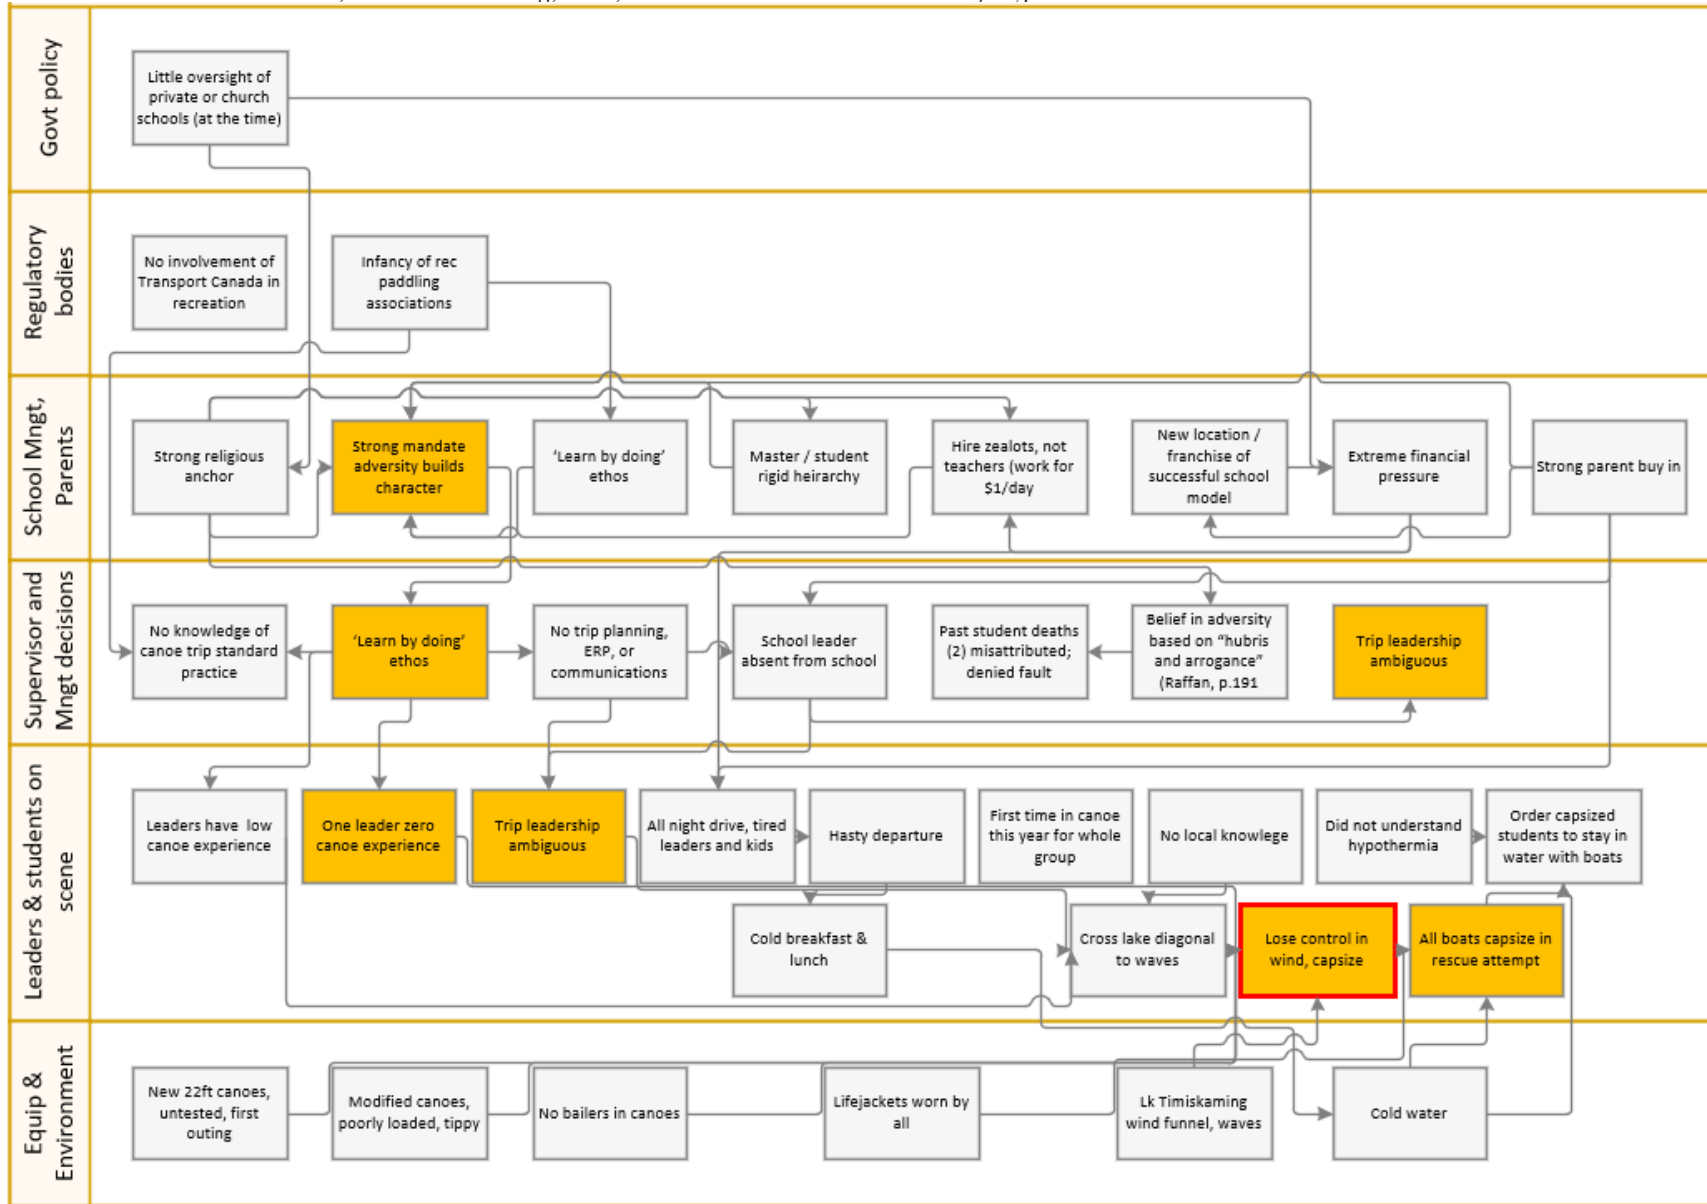 Govt policy
Little oversight of
private or church
schools (at the time)
Regulatory
bodies
No involvement of
Transport Canada in
recreation
Infancy of rec
paddling
associations
School Mngt,
Parents
Strong religious
anchor
Strong mandate
adversity builds
character
‘Learn by doing’
ethos
Master / student
rigid heirarchy
Hire zealots, not
teachers (work for
$1/day
New location /
franchise of
successful school
model
Extreme financial
pressure
Strong parent buy in
Supervisor and
Mngt decisions
No knowledge of
canoe trip standard
practice
‘Learn by doing’
ethos
No trip planning,
ERP, or
communications
School leader
absent from school
Past student deaths
(2) misattributed;
denied fault
Belief in adversity
based on “hubris
and arrogance”
(Raffan, p.191
Trip leadership
ambiguous
Leaders & students on
scene
Leaders have low
canoe experience
One leader zero
canoe experience
Trip leadership
ambiguous
All night drive, tired
leaders and kids
Hasty departure
First time in canoe
this year for whole
group
No local knowlege
Did not understand
hypothermia
Order capsized
students to stay in
water with boats
Cold breakfast &
lunch
Cross lake diagonal
to waves
Lose control in
wind, capsize
All boats capsize in
rescue attempt
Equip &
Environment
New 22ft canoes,
untested, first
outing
Modified canoes,
poorly loaded, tippy
No bailers in canoes
Lifejackets worn by
all
Lk Timiskaming
wind funnel, waves
Cold water